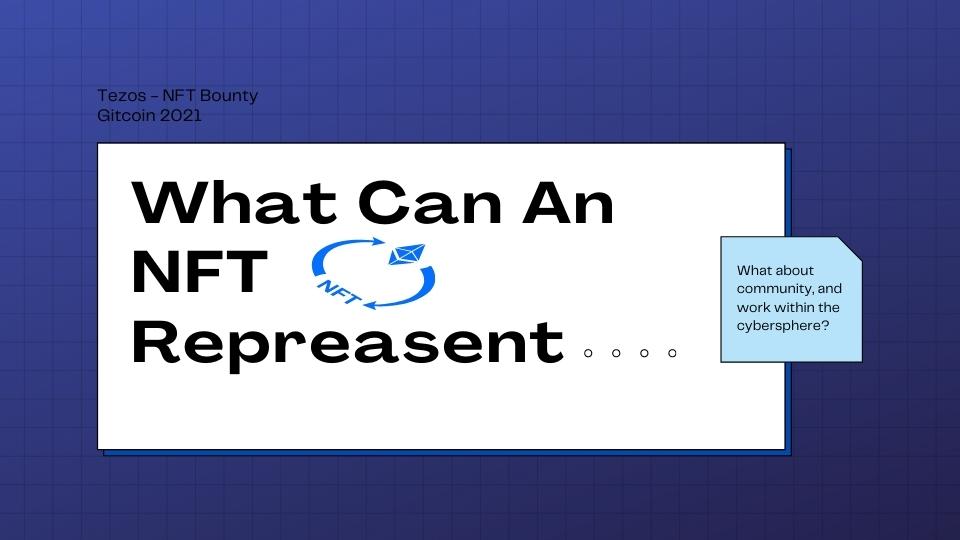 Tezos – NFT Bounty
Gitcoin 2021
What Can An
NFT
NFT
Repreasent
What about
community, and
work within the
cybersphere?